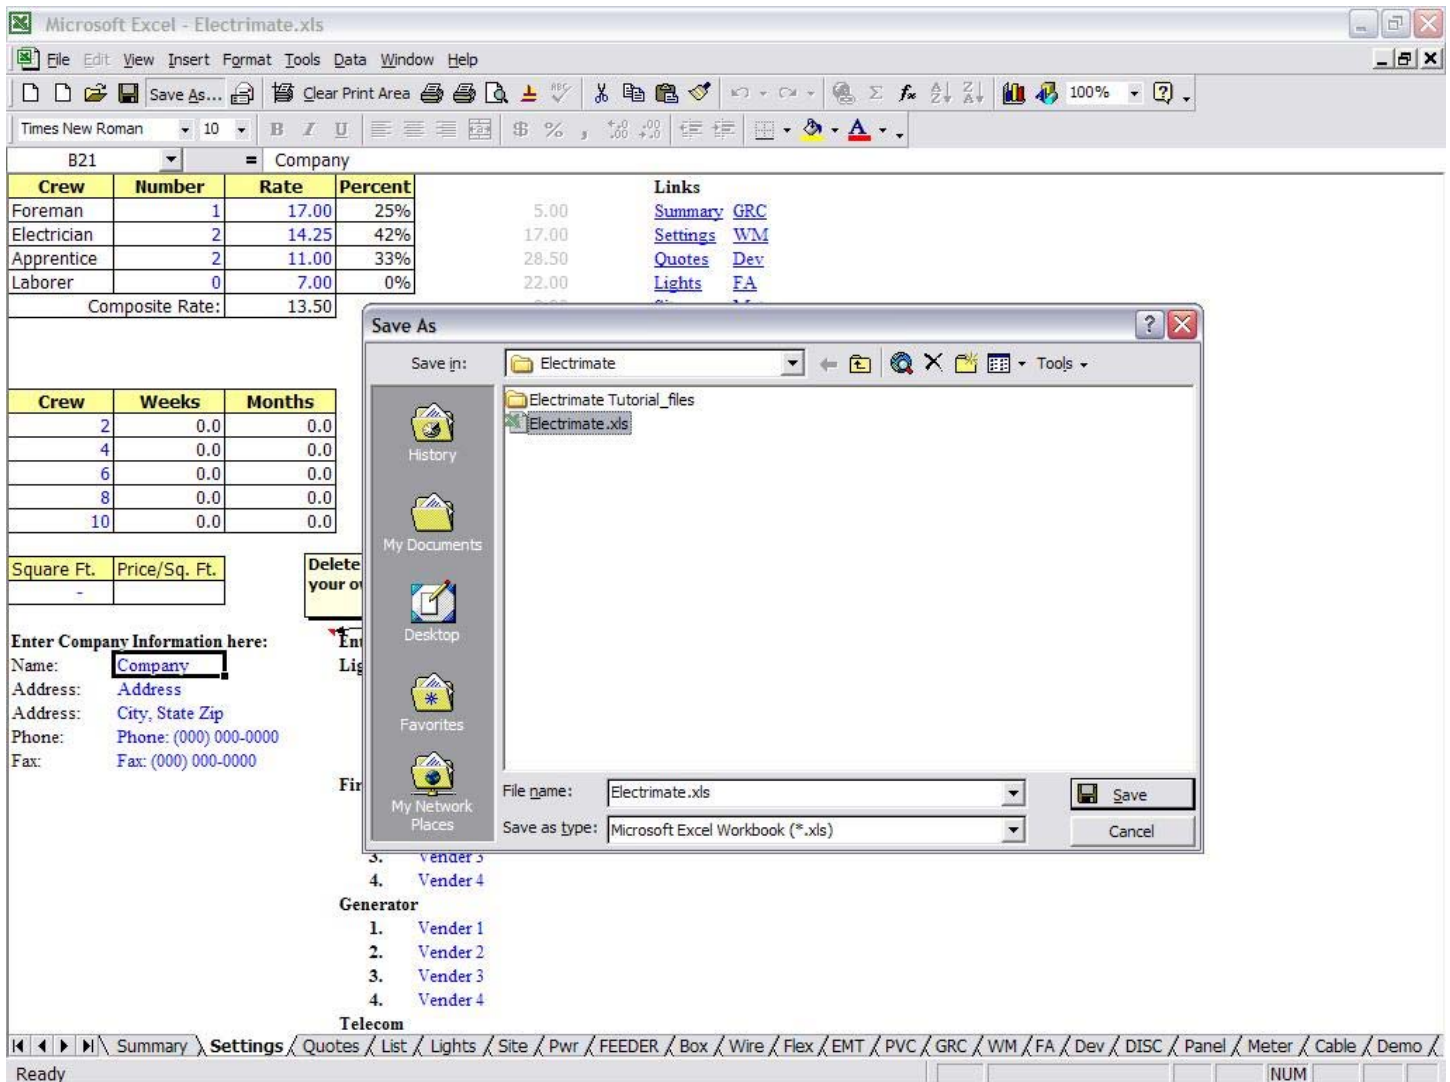 Microsoft Excel - Electrimate.xls
File Edit View Insert Format Tools Data Window Help
Save As... Clear Print Area 100%
Times New Roman 10 B I U $ % ,
B21 = Company
Crew Number Rate Percent Links
Foreman 1 17.00 25% 5.00 Summary GRC
Electrician 2 14.25 42% 17.00 Settings WM
Apprentice 2 11.00 33% 28.50 Quotes Dev
Laborer 0 7.00 0% 22.00 Lights FA
Composite Rate: 13.50
Save As
Save in: Electrimate Tools
Electrimate Tutorial_files
Electrimate.xls
History
My Documents
Desktop
Favorites
My Network Places
File name: Electrimate.xls Save
Save as type: Microsoft Excel Workbook (*.xls) Cancel
Crew Weeks Months
2 0.0 0.0
4 0.0 0.0
6 0.0 0.0
8 0.0 0.0
10 0.0 0.0
Square Ft. Price/Sq. Ft. Delete
- your
Enter Company Information here:
Name: Company
Address: Address
Address: City, State Zip
Phone: Phone: (000) 000-0000
Fax: Fax: (000) 000-0000
3. Vender 3
4. Vender 4
Generator
1. Vender 1
2. Vender 2
3. Vender 3
4. Vender 4
Telecom
Summary Settings Quotes List Lights Site Pwr FEEDER Box Wire Flex EMT PVC GRC WM FA Dev DISC Panel Meter Cable Demo
Ready NUM